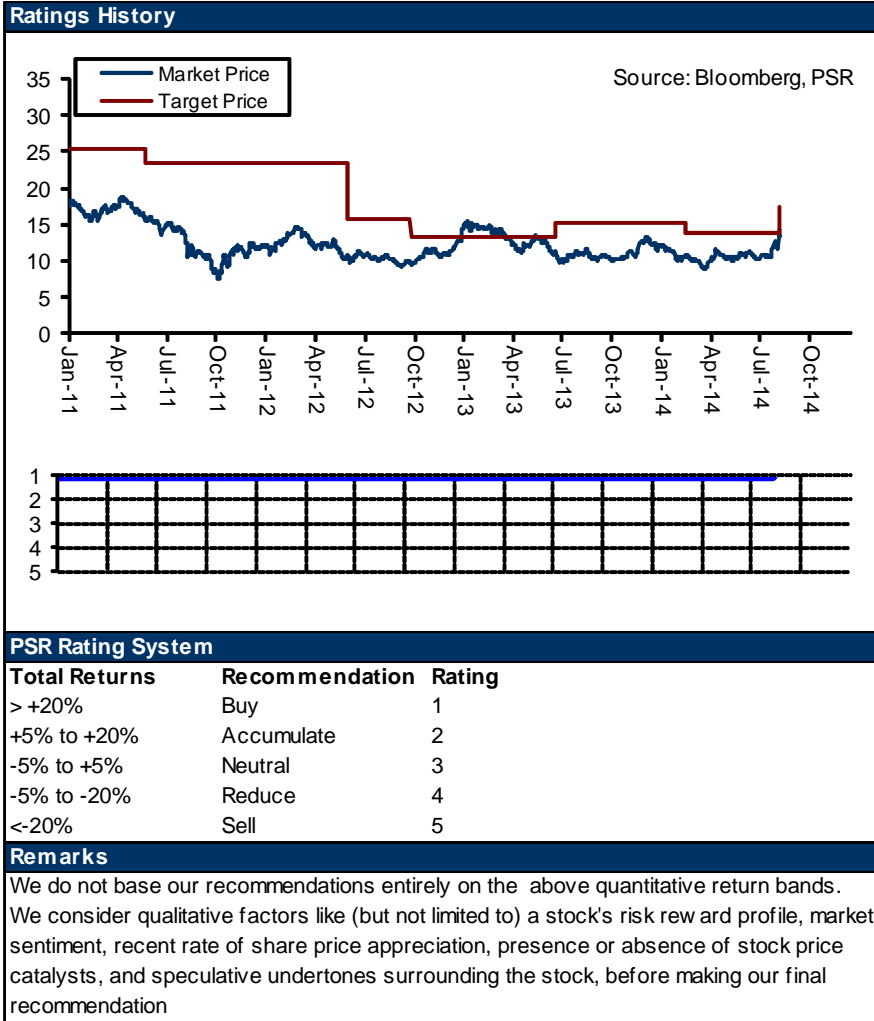 Ratings History
Market Price
Target Price
Source: Bloomberg, PSR
35
30
25
20
15
10
5
0
Jan-11
Apr-11
Jul-11
Oct-11
Jan-12
Apr-12
Jul-12
Oct-12
Jan-13
Apr-13
Jul-13
Oct-13
Jan-14
Apr-14
Jul-14
Oct-14
1
2
3
4
5
PSR Rating System
Total Returns Recommendation Rating
> +20% Buy 1
+5% to +20% Accumulate 2
-5% to +5% Neutral 3
-5% to -20% Reduce 4
<-20% Sell 5
Remarks
We do not base our recommendations entirely on the above quantitative return bands.
We consider qualitative factors like (but not limited to) a stock's risk reward profile, market
sentiment, recent rate of share price appreciation, presence or absence of stock price
catalysts, and speculative undertones surrounding the stock, before making our final
recommendation